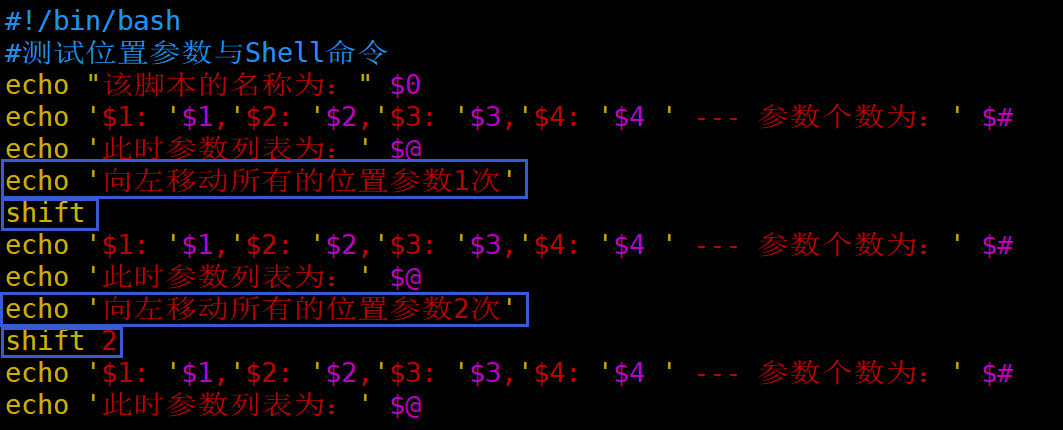 #!/bin/bash
#测试位置参数与Shell命令
echo "该脚本的名称为：" $0
echo '$1: '$1,'$2: '$2,'$3: '$3,'$4: '$4 ' --- 参数个数为：' $#
echo '此时参数列表为：' $@
echo '向左移动所有的位置参数1次'
shift
echo '$1: '$1,'$2: '$2,'$3: '$3,'$4: '$4 ' --- 参数个数为：' $#
echo '此时参数列表为：' $@
echo '向左移动所有的位置参数2次'
shift 2
echo '$1: '$1,'$2: '$2,'$3: '$3,'$4: '$4 ' --- 参数个数为：' $#
echo '此时参数列表为：' $@